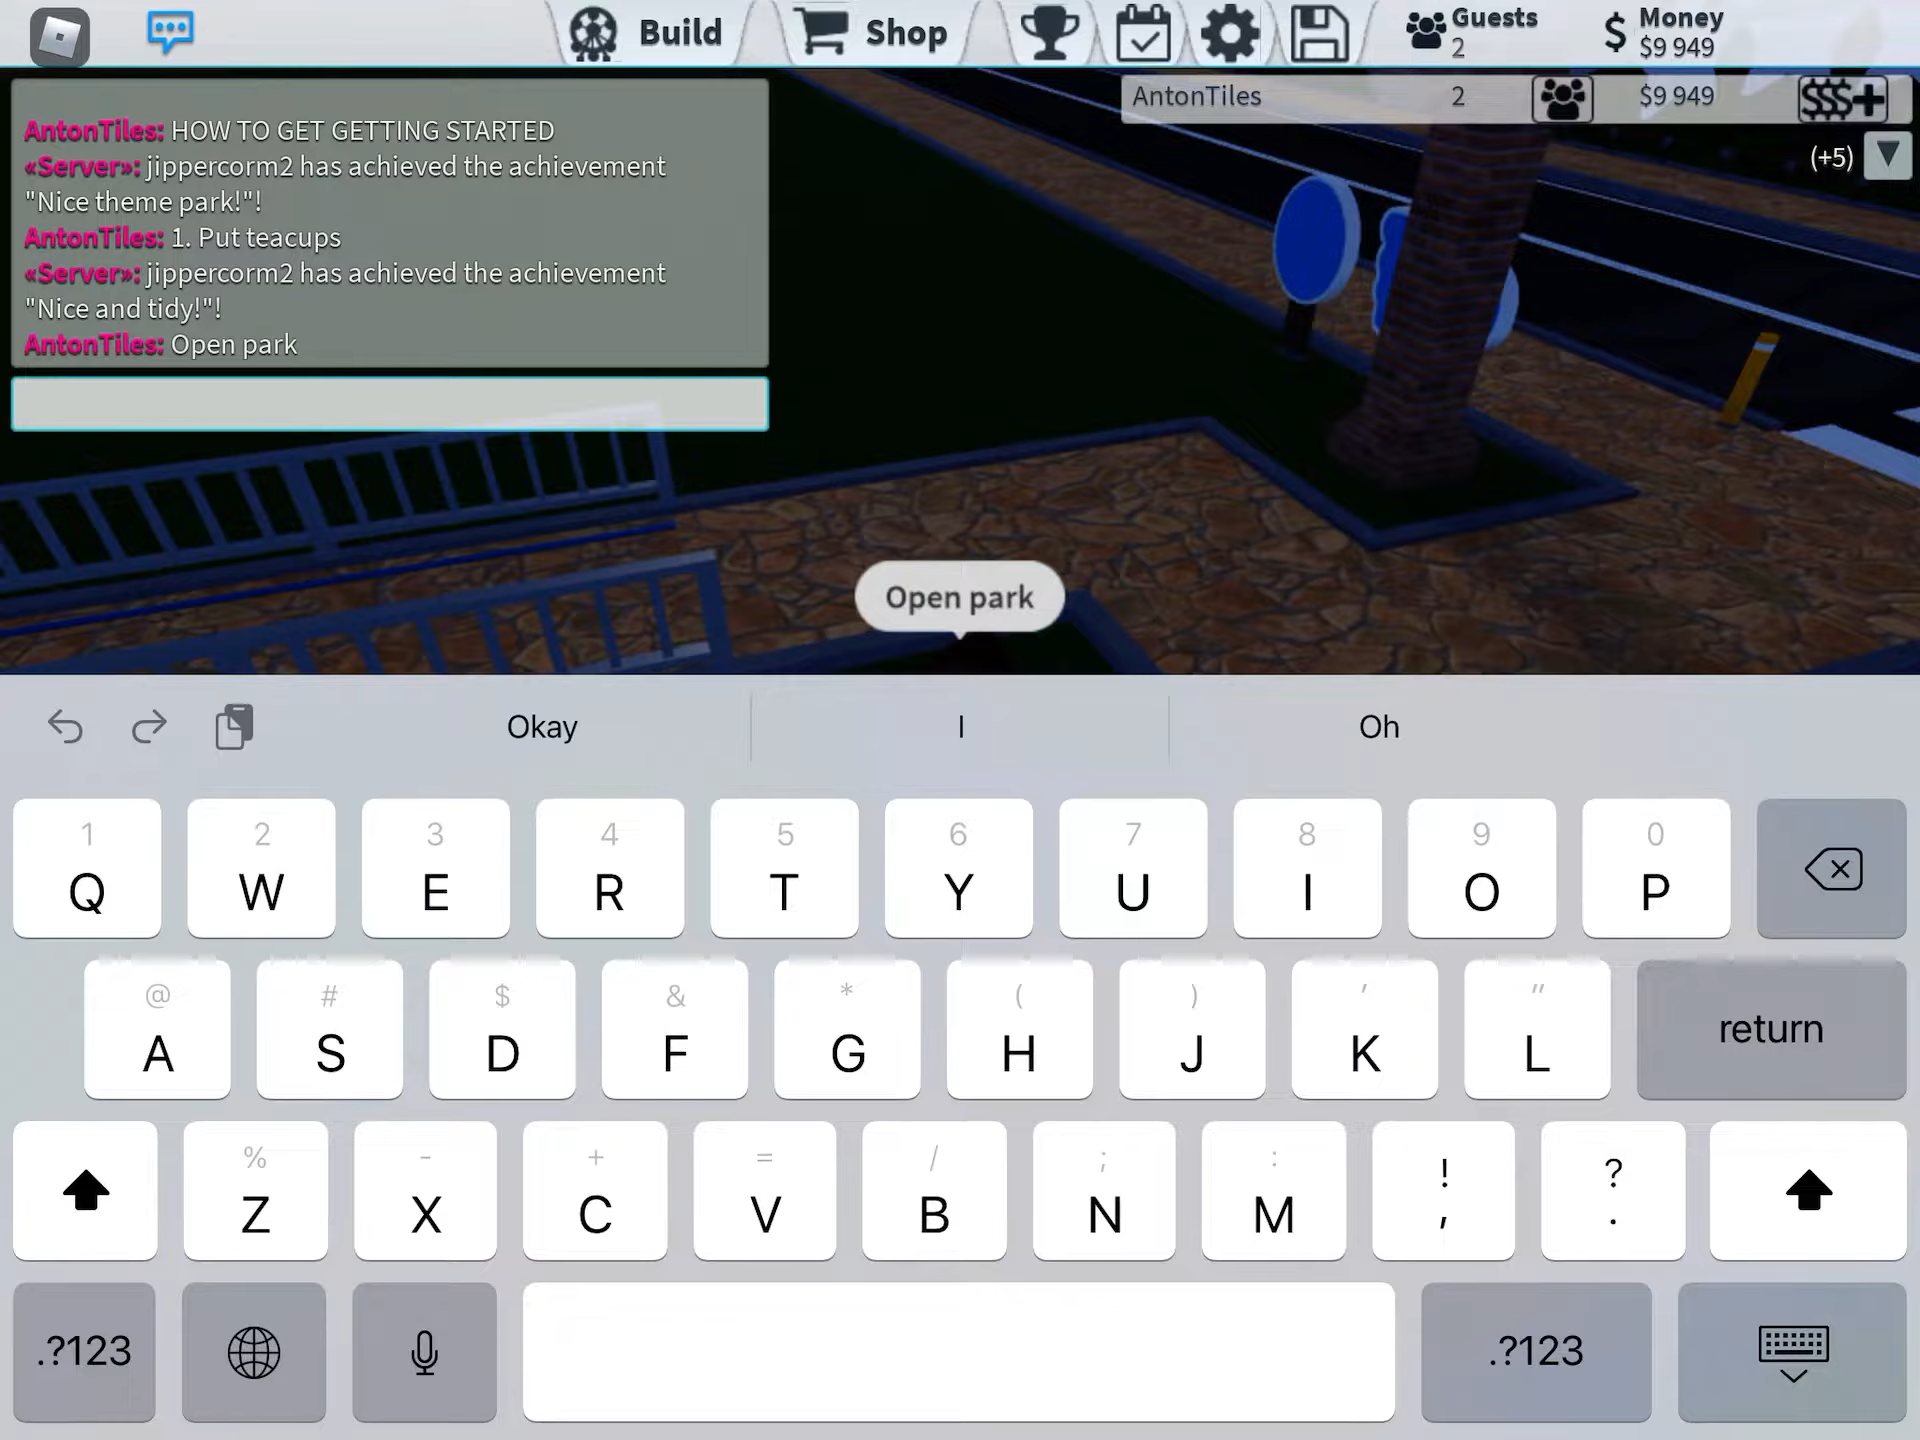 Build
Shop
Guests
2
Money
$9 949
AntonTiles 2 $9 949 $$$+
(+5)
AntonTiles: HOW TO GET GETTING STARTED
«Server»: jippercorm2 has achieved the achievement
"Nice theme park!"!
AntonTiles: 1. Put teacups
«Server»: jippercorm2 has achieved the achievement
"Nice and tidy!"!
AntonTiles: Open park
Open park
Okay I Oh
1 2 3 4 5 6 7 8 9 0
Q W E R T Y U I O P
@ # $ & * ( ) ' "
A S D F G H J K L return
% - + = / ; : ! ?
Z X C V B N M , .
.?123 .?123